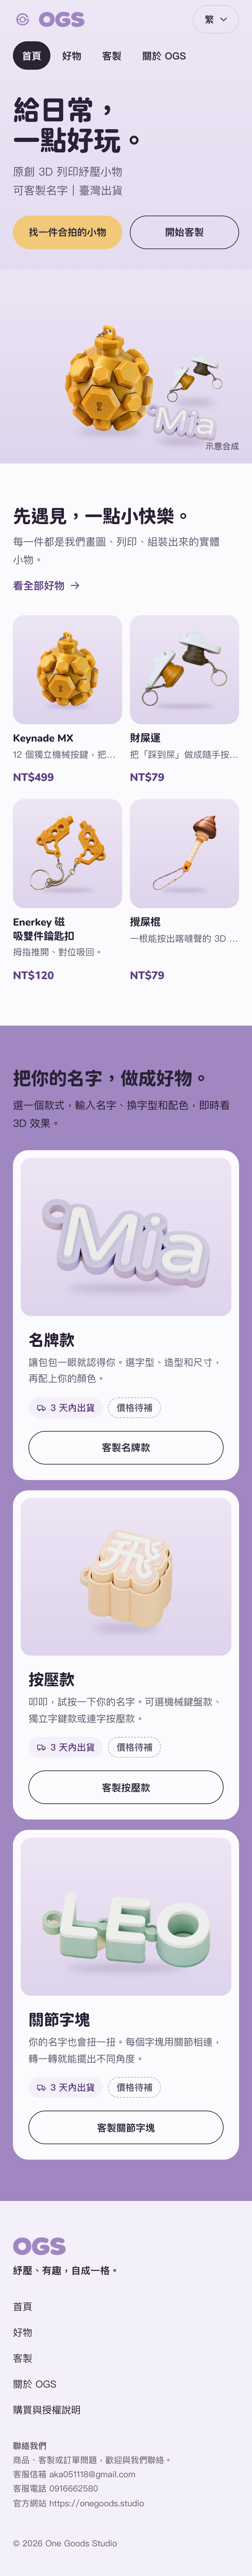 OGS
繁
首頁 好物 客製 關於 OGS
給日常，
一點好玩。
原創 3D 列印紓壓小物
可客製名字｜臺灣出貨
找一件合拍的小物
開始客製
Mia
示意合成
先遇見，一點小快樂。
每一件都是我們畫圖、列印、組裝出來的實體
小物。
看全部好物 →
Keynade MX
12 個獨立機械按鍵，把…
NT$499
財屎運
把「踩到屎」做成隨手按…
NT$79
Enerkey 磁
吸雙件鑰匙扣
拇指推開、對位吸回。
NT$120
攪屎棍
一根能按出喀噠聲的 3D …
NT$79
把你的名字，做成好物。
選一個款式，輸入名字、換字型和配色，即時看
3D 效果。
Mia
名牌款
讓包包一眼就認得你。選字型、造型和尺寸，
再配上你的顏色。
3 天內出貨
價格待補
客製名牌款
飛
按壓款
叩叩，試按一下你的名字。可選機械鍵盤款、
獨立字鍵款或連字按壓款。
3 天內出貨
價格待補
客製按壓款
LEO
關節字塊
你的名字也會扭一扭。每個字塊用關節相連，
轉一轉就能擺出不同角度。
3 天內出貨
價格待補
客製關節字塊
OGS
紓壓、有趣，自成一格。
首頁
好物
客製
關於 OGS
購買與授權說明
聯絡我們
商品、客製或訂單問題，歡迎與我們聯絡。
客服信箱 aka051118@gmail.com
客服電話 0916662580
官方網站 https://onegoods.studio
© 2026 One Goods Studio